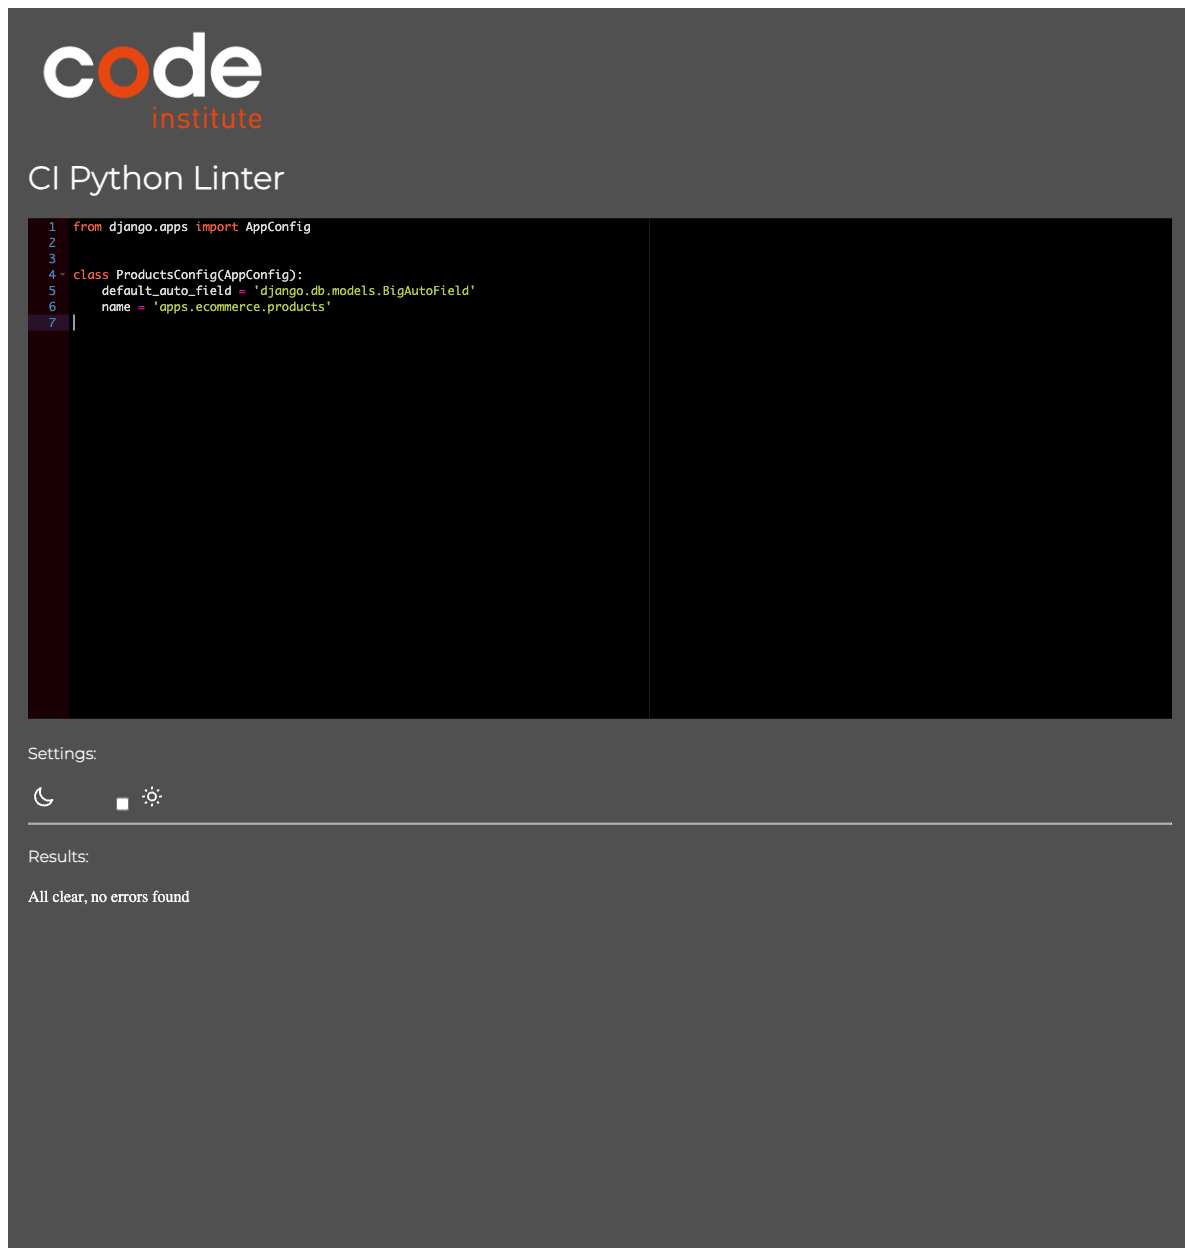 code
institute
CI Python Linter
1 from django.apps import AppConfig
2
3
4 class ProductsConfig(AppConfig):
5     default_auto_field = 'django.db.models.BigAutoField'
6     name = 'apps.ecommerce.products'
7
Settings:
Results:
All clear, no errors found